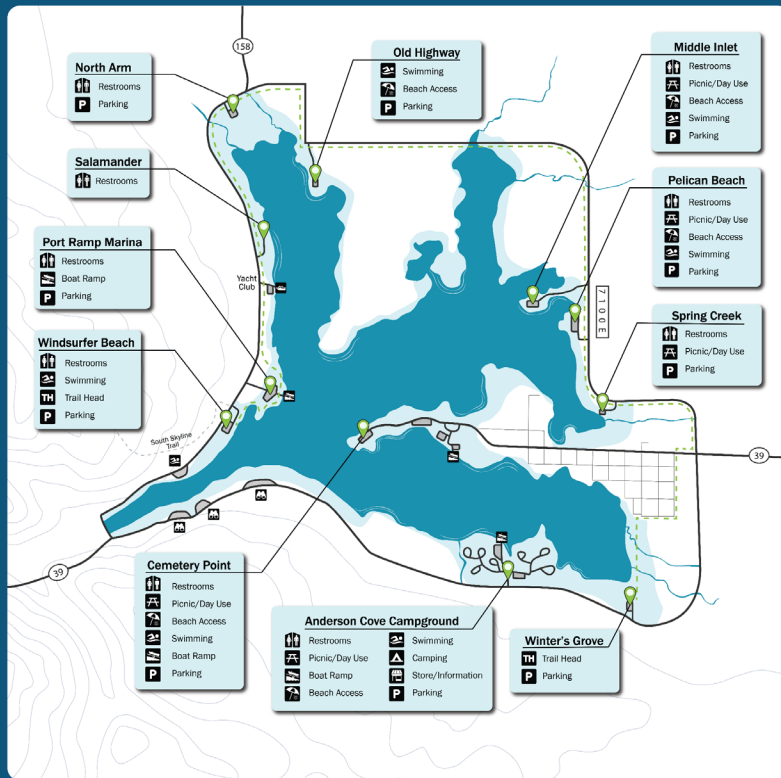 158
North Arm
Restrooms
P Parking
Old Highway
Swimming
Beach Access
P Parking
Middle Inlet
Restrooms
Picnic/Day Use
Beach Access
Swimming
P Parking
Salamander
Restrooms
Pelican Beach
Restrooms
Picnic/Day Use
Beach Access
Swimming
P Parking
Port Ramp Marina
Restrooms
Boat Ramp
P Parking
Yacht
Club
7100E
Spring Creek
Restrooms
Picnic/Day Use
P Parking
Windsurfer Beach
Restrooms
Swimming
TH Trail Head
P Parking
South Skyline
Trail
39
39
Cemetery Point
Restrooms
Picnic/Day Use
Beach Access
Swimming
Boat Ramp
P Parking
Anderson Cove Campground
Restrooms
Picnic/Day Use
Boat Ramp
Beach Access
Swimming
Camping
Store/Information
P Parking
Winter's Grove
TH Trail Head
P Parking